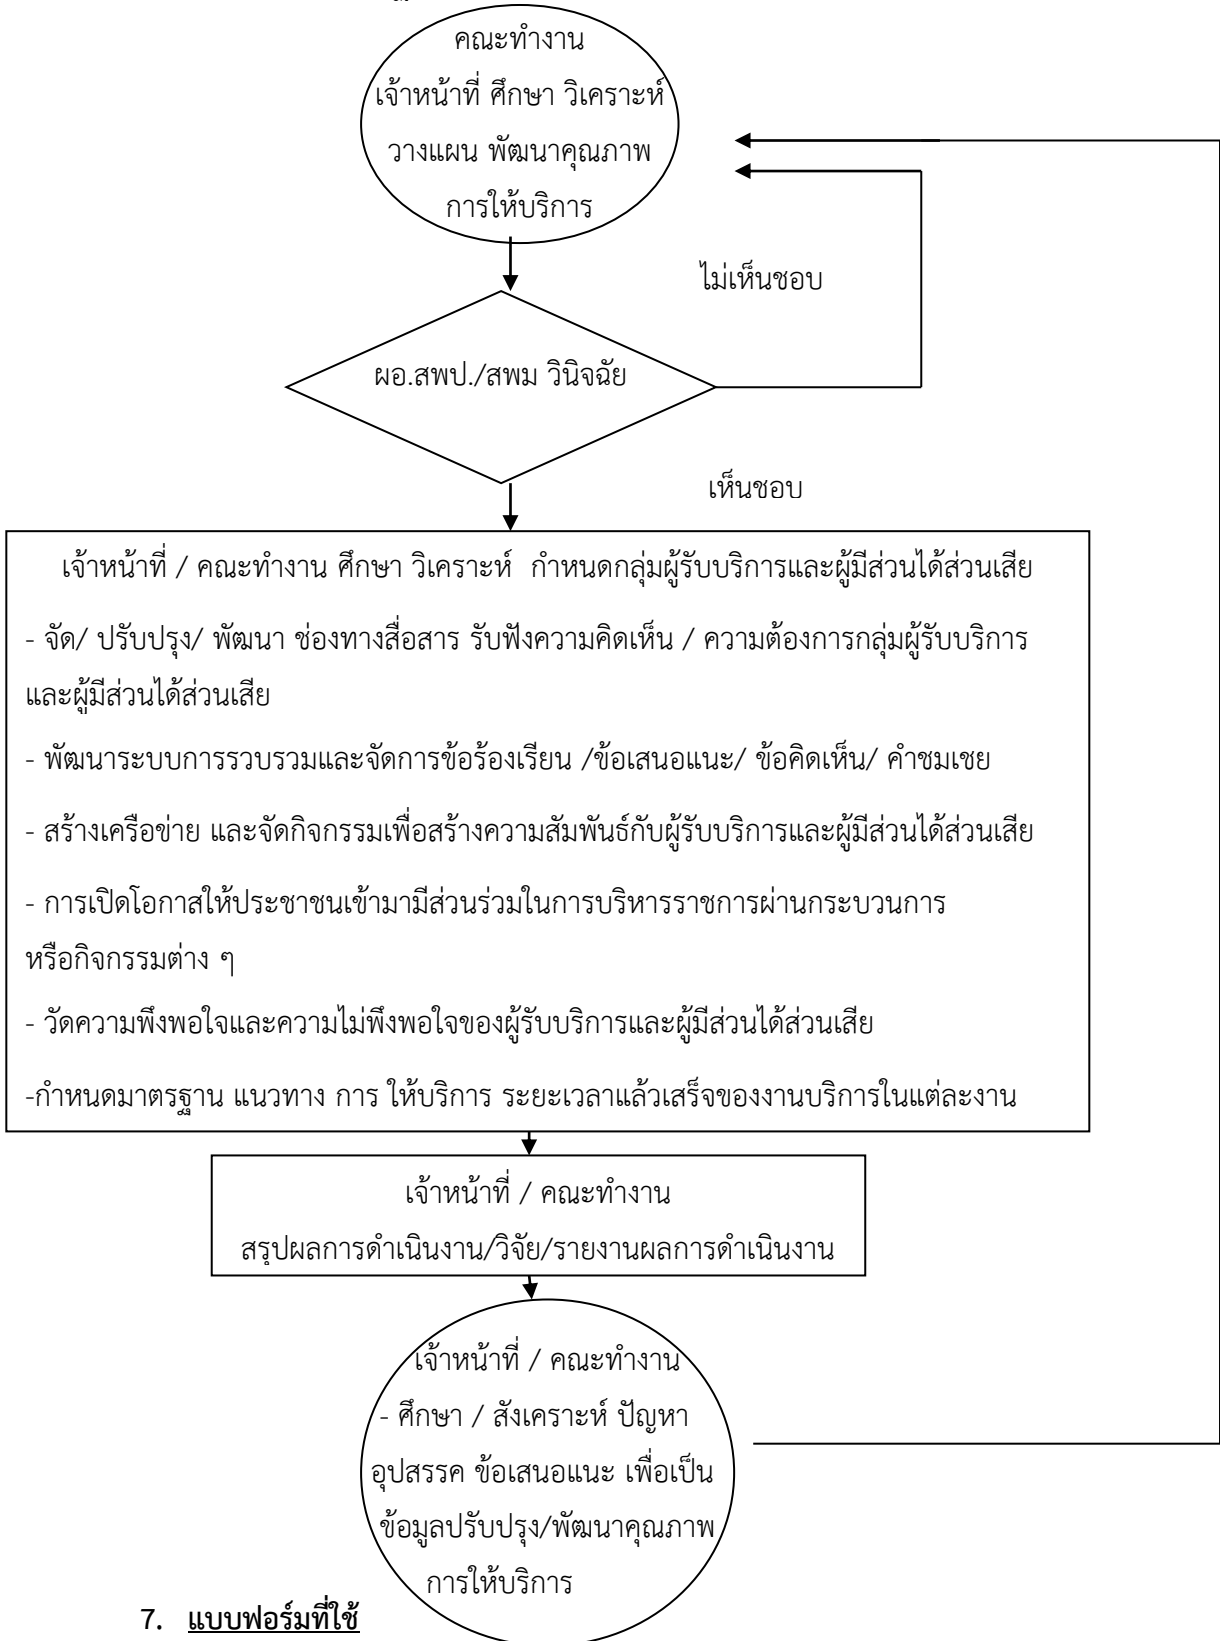 คณะทำงาน
เจ้าหน้าที่ ศึกษา วิเคราะห์
วางแผน พัฒนาคุณภาพ
การให้บริการ
ไม่เห็นชอบ
ผอ.สพป./สพม วินิจฉัย
เห็นชอบ
เจ้าหน้าที่ / คณะทำงาน ศึกษา วิเคราะห์ กำหนดกลุ่มผู้รับบริการและผู้มีส่วนได้ส่วนเสีย
- จัด/ ปรับปรุง/ พัฒนา ช่องทางสื่อสาร รับฟังความคิดเห็น / ความต้องการกลุ่มผู้รับบริการ
และผู้มีส่วนได้ส่วนเสีย
- พัฒนาระบบการรวบรวมและจัดการข้อร้องเรียน /ข้อเสนอแนะ/ ข้อคิดเห็น/ คำชมเชย
- สร้างเครือข่าย และจัดกิจกรรมเพื่อสร้างความสัมพันธ์กับผู้รับบริการและผู้มีส่วนได้ส่วนเสีย
- การเปิดโอกาสให้ประชาชนเข้ามามีส่วนร่วมในการบริหารราชการผ่านกระบวนการ
หรือกิจกรรมต่าง ๆ
- วัดความพึงพอใจและความไม่พึงพอใจของผู้รับบริการและผู้มีส่วนได้ส่วนเสีย
-กำหนดมาตรฐาน แนวทาง การ ให้บริการ ระยะเวลาแล้วเสร็จของงานบริการในแต่ละงาน
เจ้าหน้าที่ / คณะทำงาน
สรุปผลการดำเนินงาน/วิจัย/รายงานผลการดำเนินงาน
เจ้าหน้าที่ / คณะทำงาน
- ศึกษา / สังเคราะห์ ปัญหา
อุปสรรค ข้อเสนอแนะ เพื่อเป็น
ข้อมูลปรับปรุง/พัฒนาคุณภาพ
การให้บริการ
7. แบบฟอร์มที่ใช้